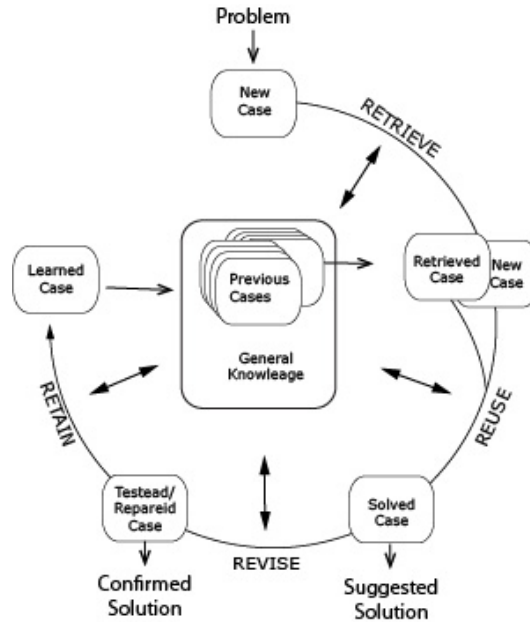 Problem
New
Case
RETRIEVE
Learned
Case
Previous
Cases
General
Knowleage
Retrieved
Case
New
Case
RETAIN
REUSE
Testead/
Repareid
Case
REVISE
Solved
Case
Confirmed
Solution
Suggested
Solution